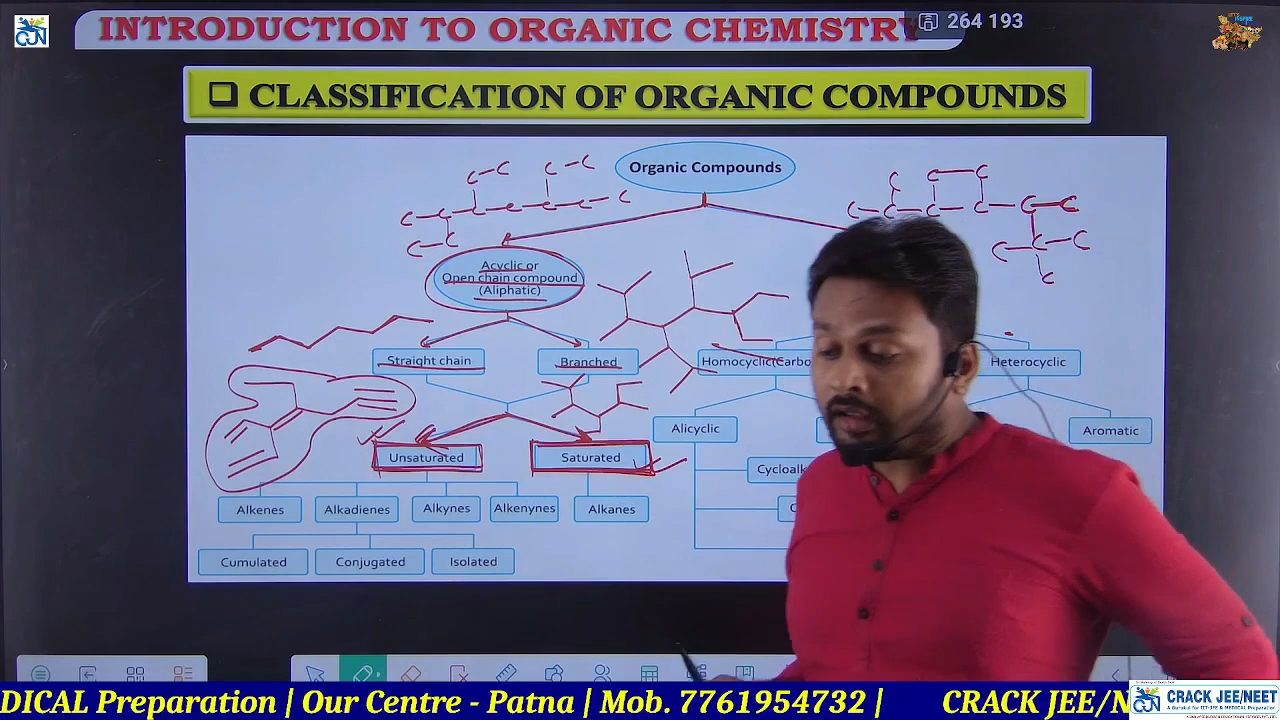 INTRODUCTION TO ORGANIC CHEMISTRY
264 193
CLASSIFICATION OF ORGANIC COMPOUNDS
Organic Compounds
Acyclic or
Open chain compound
(Aliphatic)
Straight chain
Branched
Homocyclic(Carbo
Heterocyclic
Alicyclic
Aromatic
Unsaturated
Saturated
Cycloalk
Alkenes
Alkadienes
Alkynes
Alkenynes
Alkanes
Cumulated
Conjugated
Isolated
DICAL Preparation | Our Centre - Patna | Mob. 7761954732 |
CRACK JEE/N
CRACK JEE/NEET